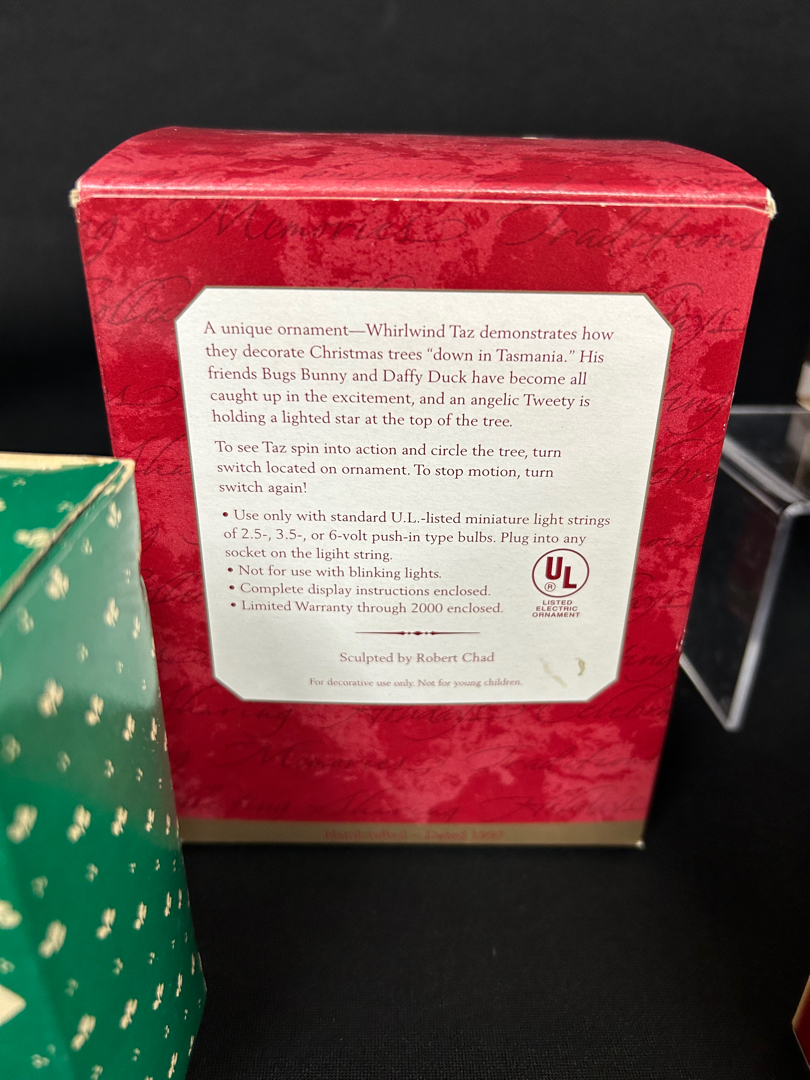 Memories Traditions
A unique ornament—Whirlwind Taz demonstrates how
they decorate Christmas trees “down in Tasmania.” His
friends Bugs Bunny and Daffy Duck have become all
caught up in the excitement, and an angelic Tweety is
holding a lighted star at the top of the tree.
To see Taz spin into action and circle the tree, turn
switch located on ornament. To stop motion, turn
switch again!
• Use only with standard U.L.-listed miniature light strings
of 2.5-, 3.5-, or 6-volt push-in type bulbs. Plug into any
socket on the ligiht string.
• Not for use with blinking lights.
• Complete display instructions enclosed.
• Limited Warranty through 2000 enclosed.
UL
®
LISTED
ELECTRIC
ORNAMENT
Sculpted by Robert Chad
For decorative use only. Not for young children.
Memories